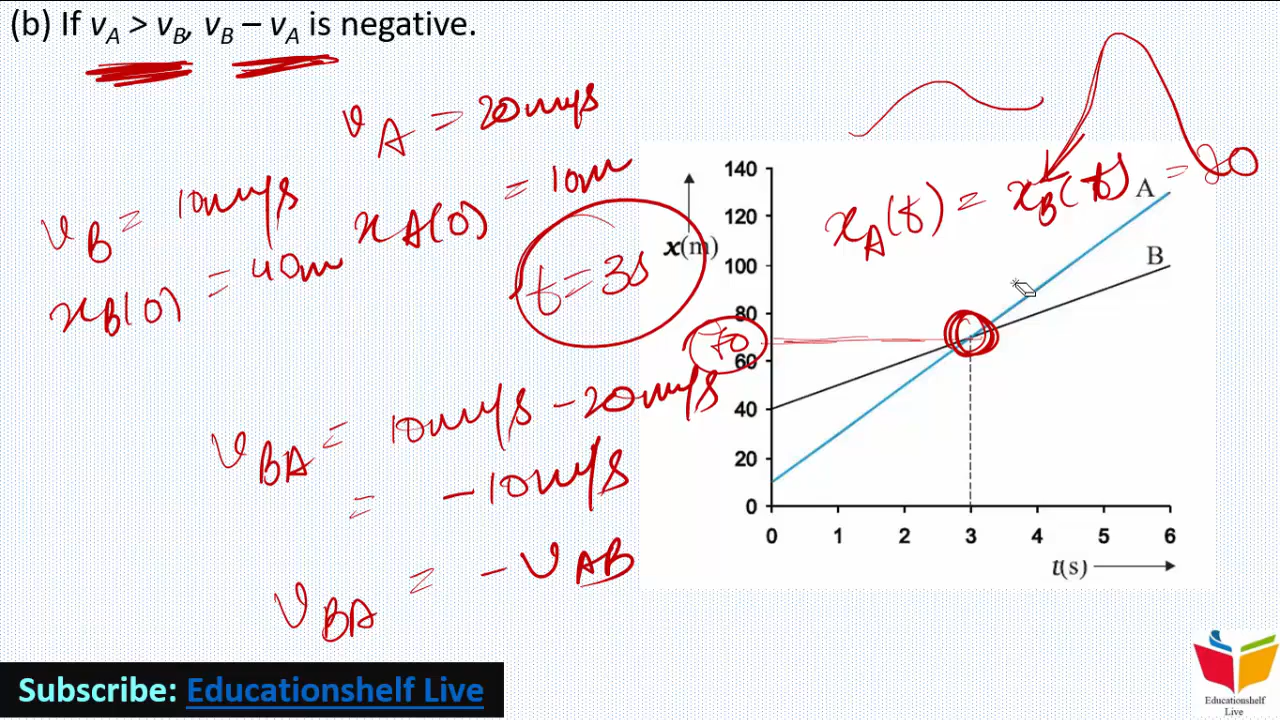 (b) If vA > vB, vB – vA is negative.
vA = 20m/s
xA(0) = 10m
vB = 10m/s
xB(0) = 40m
t = 3s
vBA = 10m/s - 20m/s
= - 10m/s
vBA = - vAB
xA(t) = xB(t) = 70
A
B
x(m)
140
120
100
80
70
60
40
20
0
0 1 2 3 4 5 6
t(s)
Subscribe: Educationshelf Live
Educationshelf
Live